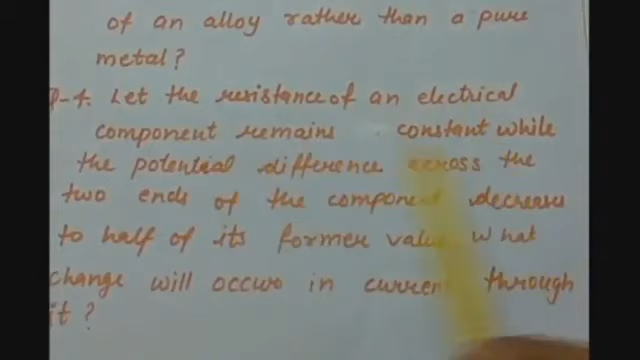 of an alloy rather than a pure
metal?
Q-4. Let the resistance of an electrical
component remains constant while
the potential difference across the
two ends of the component decreases
to half of its former value what
change will occurs in current through
it?